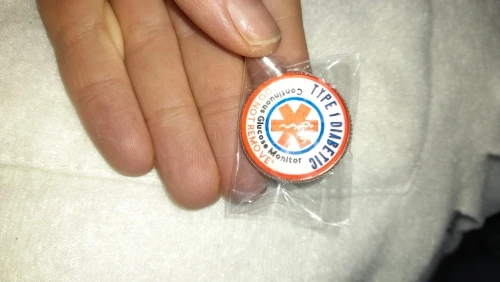 TYPE 1 DIABETIC
Continuous Glucose Monitor
DO NOT REMOVE